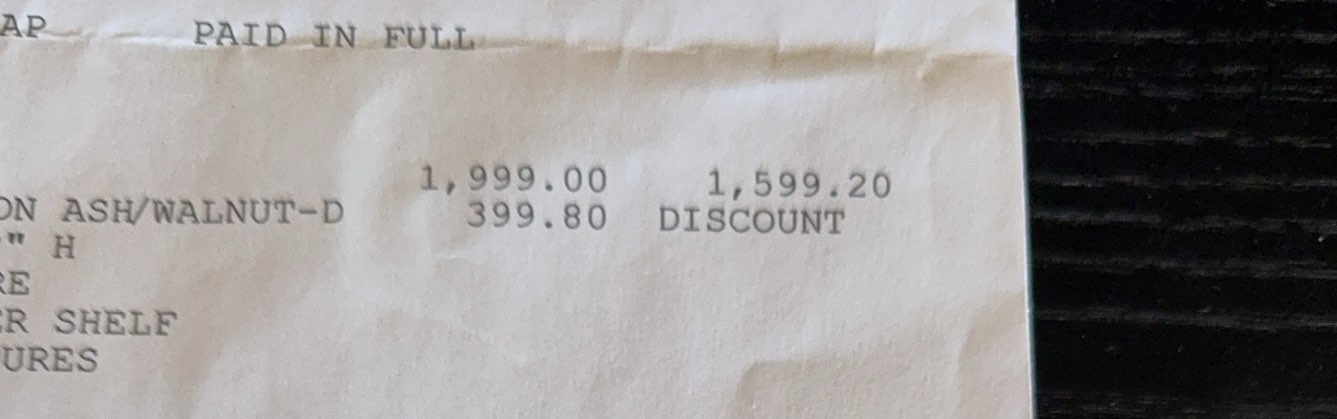 AP PAID IN FULL
1,999.00 1,599.20
ON ASH/WALNUT-D 399.80 DISCOUNT
" H
RE
ER SHELF
URES